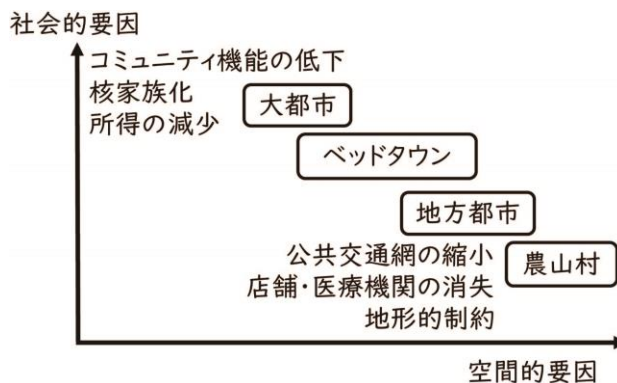 社会的要因
コミュニティ機能の低下
核家族化
所得の減少
大都市
ベッドタウン
地方都市
公共交通網の縮小
店舗・医療機関の消失
地形的制約
農山村
空間的要因